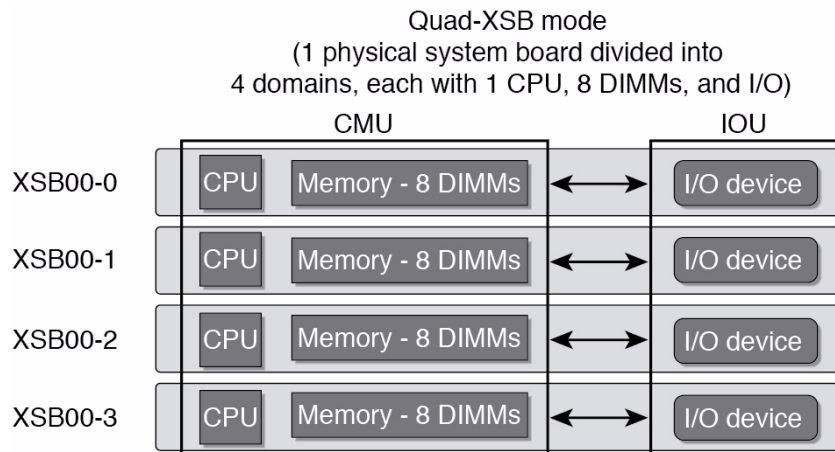 Quad-XSB mode
(1 physical system board divided into
4 domains, each with 1 CPU, 8 DIMMs, and I/O)
CMU IOU
XSB00-0 CPU Memory - 8 DIMMs I/O device
XSB00-1 CPU Memory - 8 DIMMs I/O device
XSB00-2 CPU Memory - 8 DIMMs I/O device
XSB00-3 CPU Memory - 8 DIMMs I/O device